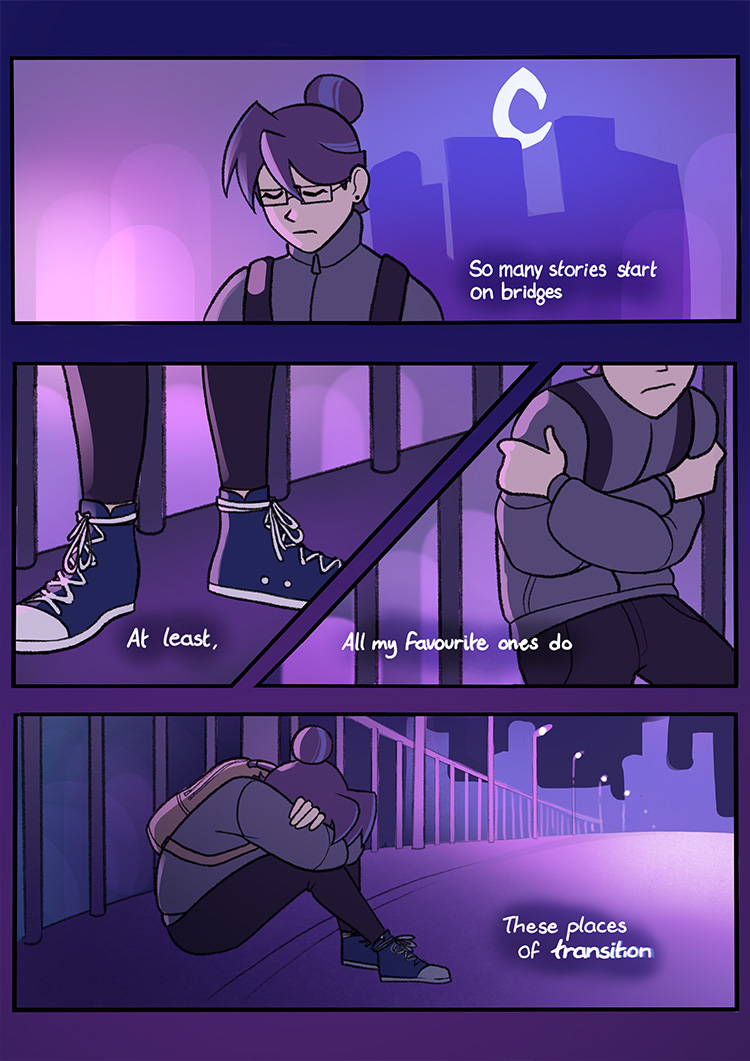 So many stories start
on bridges
At least,
All my favourite ones do
These places
of transition